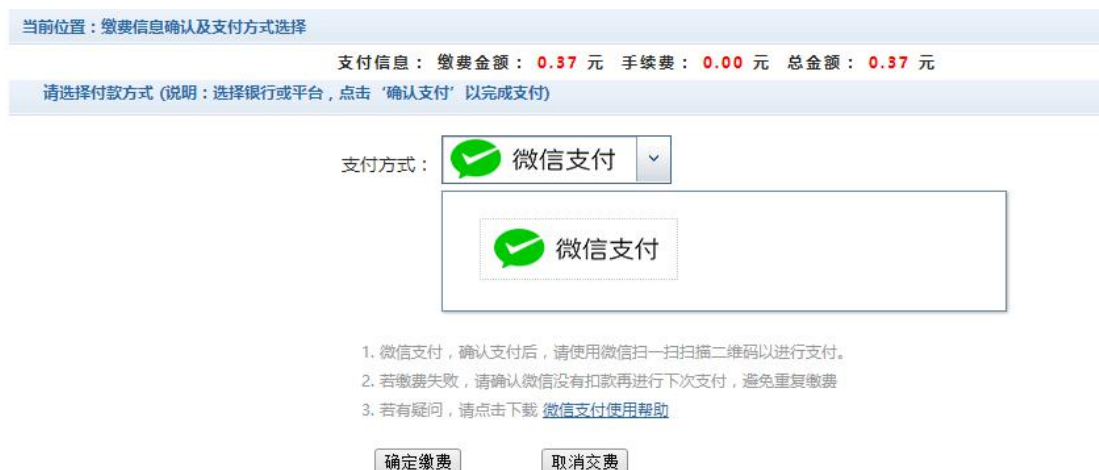 当前位置：缴费信息确认及支付方式选择
支付信息： 缴费金额： 0.37 元 手续费： 0.00 元 总金额： 0.37 元
请选择付款方式 (说明：选择银行或平台，点击‘确认支付’以完成支付)
支付方式： 微信支付
微信支付
1. 微信支付，确认支付后，请使用微信扫一扫扫描二维码以进行支付。
2. 若缴费失败，请确认微信没有扣款再进行下次支付，避免重复缴费
3. 若有疑问，请点击下载 微信支付使用帮助
确定缴费 取消交费